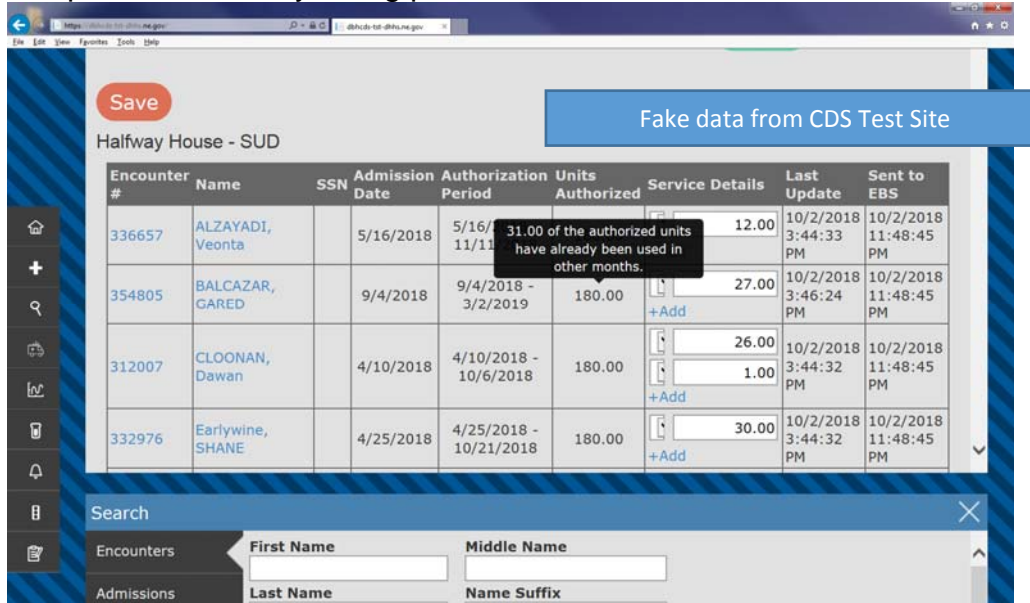 dbhcds-tst-dhhs.ne.gov
File Edit View Favorites Tools Help
Save
Fake data from CDS Test Site
Halfway House - SUD
Encounter # Name SSN Admission Date Authorization Period Units Authorized Service Details Last Update Sent to EBS
336657 ALZAYADI, Veonta 5/16/2018 5/16/ 11/11 12.00 10/2/2018 3:44:33 PM 10/2/2018 11:48:45 PM
31.00 of the authorized units
have already been used in
other months.
354805 BALCAZAR, GARED 9/4/2018 9/4/2018 - 3/2/2019 180.00 27.00 +Add 10/2/2018 3:46:24 PM 10/2/2018 11:48:45 PM
312007 CLOONAN, Dawan 4/10/2018 4/10/2018 - 10/6/2018 180.00 26.00 1.00 +Add 10/2/2018 3:44:32 PM 10/2/2018 11:48:45 PM
332976 Earlywine, SHANE 4/25/2018 4/25/2018 - 10/21/2018 180.00 30.00 +Add 10/2/2018 3:44:32 PM 10/2/2018 11:48:45 PM
Search
Encounters First Name Middle Name
Admissions Last Name Name Suffix